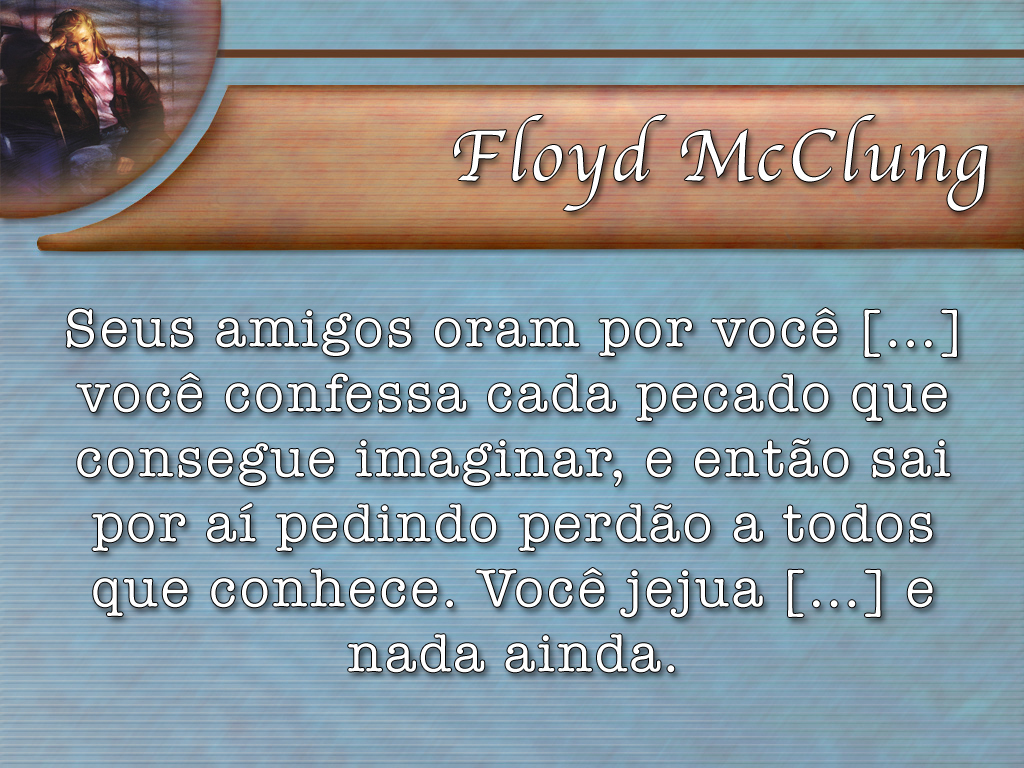 Floyd McClung
Seus amigos oram por você [...]
você confessa cada pecado que
consegue imaginar, e então sai
por aí pedindo perdão a todos
que conhece. Você jejua [...] e
nada ainda.